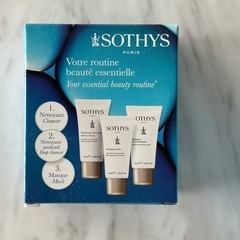 SOTHYS
PARIS
Votre routine
beauté essentielle
Your essential beauty routine
1.
Nettoyant
Cleanser
2.
Nettoyant
profond
Deep cleanser
3.
Masque
Mask
SOTHYS
SOTHYS
SOTHYS